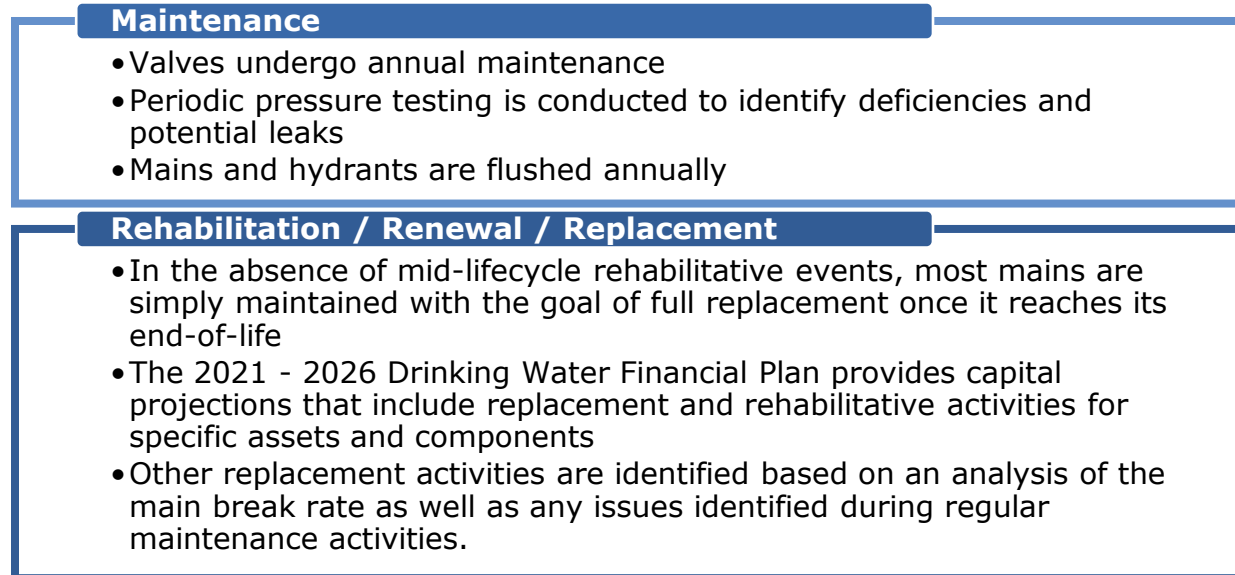 Maintenance
•Valves undergo annual maintenance
•Periodic pressure testing is conducted to identify deficiencies and
potential leaks
•Mains and hydrants are flushed annually
Rehabilitation / Renewal / Replacement
•In the absence of mid-lifecycle rehabilitative events, most mains are
simply maintained with the goal of full replacement once it reaches its
end-of-life
•The 2021 - 2026 Drinking Water Financial Plan provides capital
projections that include replacement and rehabilitative activities for
specific assets and components
•Other replacement activities are identified based on an analysis of the
main break rate as well as any issues identified during regular
maintenance activities.